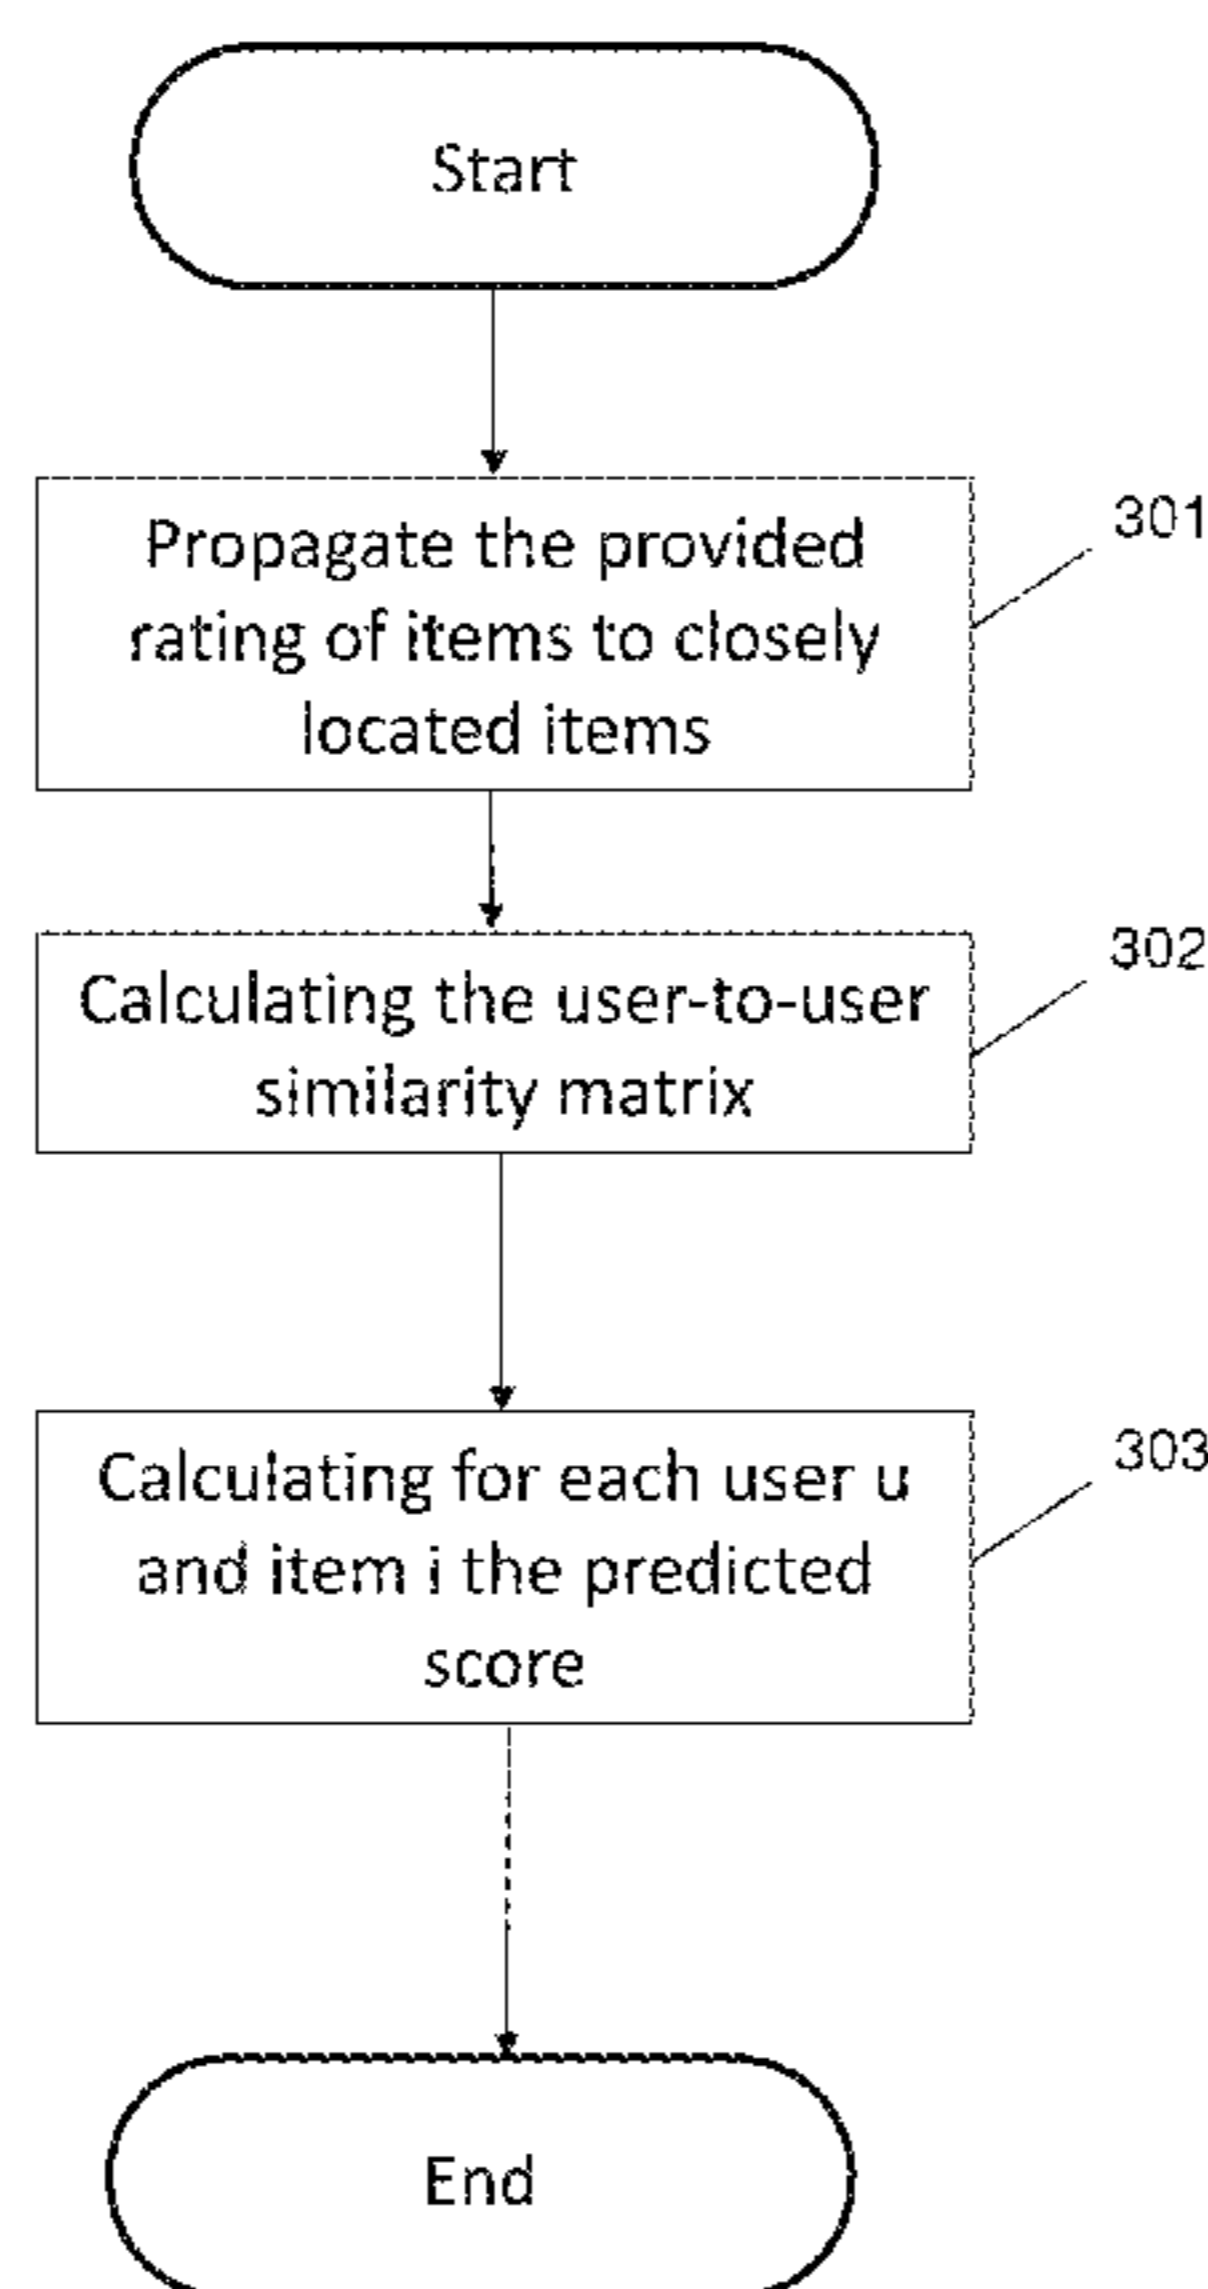 Start
Propagate the provided
rating of items to closely
located items
301
Calculating the user-to-user
similarity matrix
302
Calculating for each user u
and item i the predicted
score
303
End